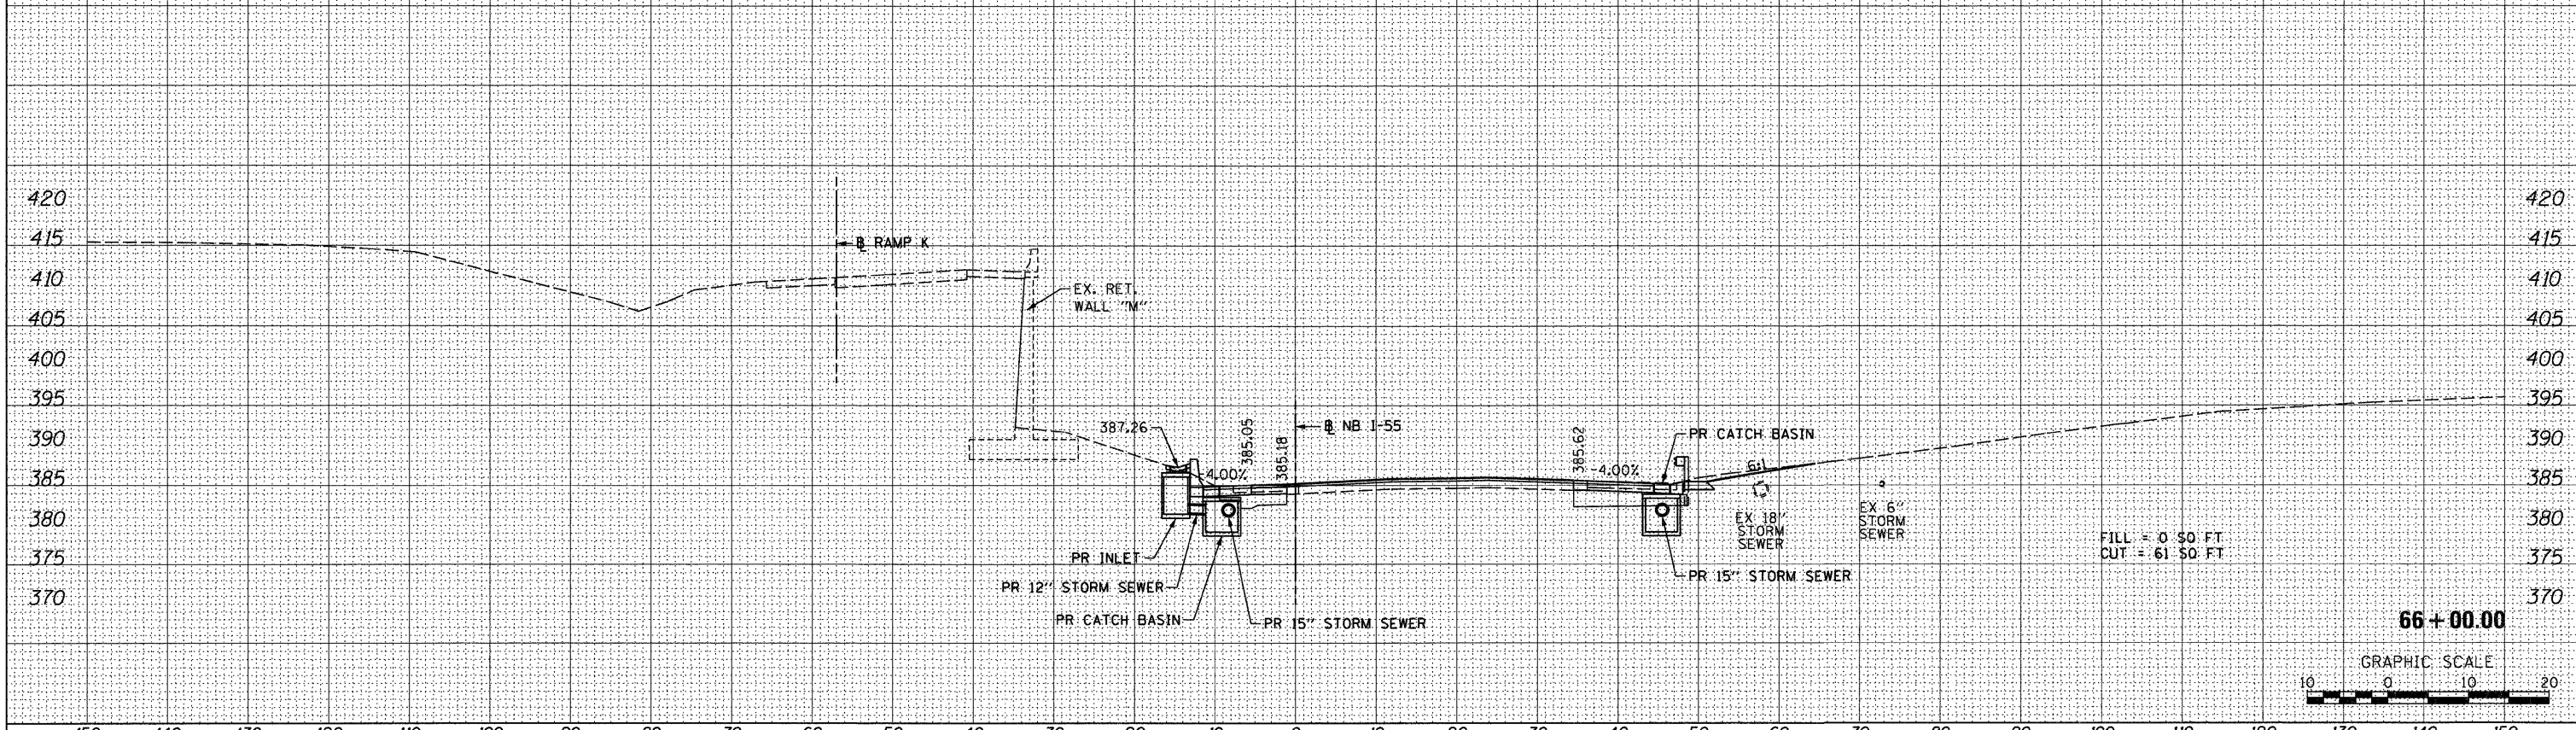 420 420
415 415
℄ RAMP K
410 410
EX. RET.
WALL "M"
405 405
400 400
395 395
387.26
385.05
385.18
℄ NB I-55
385.62
PR CATCH BASIN
390 390
-4.00%
-4.00%
6:1
385 385
EX 18"
STORM
SEWER
EX 6"
STORM
SEWER
380 380
FILL = 0 SQ FT
CUT = 61 SQ FT
375 375
PR INLET
PR 12" STORM SEWER
PR CATCH BASIN
PR 15" STORM SEWER
PR 15" STORM SEWER
370 370
66+00.00
GRAPHIC SCALE
10 0 10 20